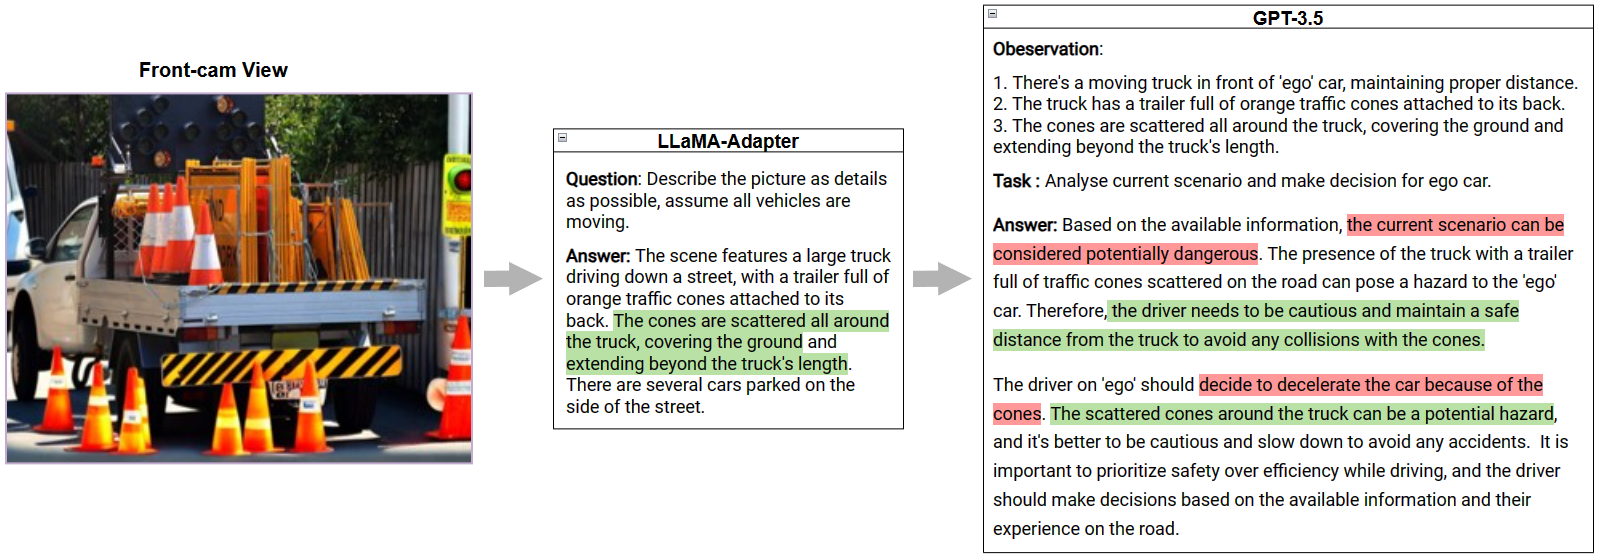 Front-cam View
LLaMA-Adapter
Question: Describe the picture as details
as possible, assume all vehicles are
moving.
Answer: The scene features a large truck
driving down a street, with a trailer full of
orange traffic cones attached to its
back. The cones are scattered all around
the truck, covering the ground and
extending beyond the truck's length.
There are several cars parked on the
side of the street.
GPT-3.5
Obeservation:
1. There's a moving truck in front of 'ego' car, maintaining proper distance.
2. The truck has a trailer full of orange traffic cones attached to its back.
3. The cones are scattered all around the truck, covering the ground and
extending beyond the truck's length.
Task : Analyse current scenario and make decision for ego car.
Answer: Based on the available information, the current scenario can be
considered potentially dangerous. The presence of the truck with a trailer
full of traffic cones scattered on the road can pose a hazard to the 'ego'
car. Therefore, the driver needs to be cautious and maintain a safe
distance from the truck to avoid any collisions with the cones.
The driver on 'ego' should decide to decelerate the car because of the
cones. The scattered cones around the truck can be a potential hazard,
and it's better to be cautious and slow down to avoid any accidents. It is
important to prioritize safety over efficiency while driving, and the driver
should make decisions based on the available information and their
experience on the road.